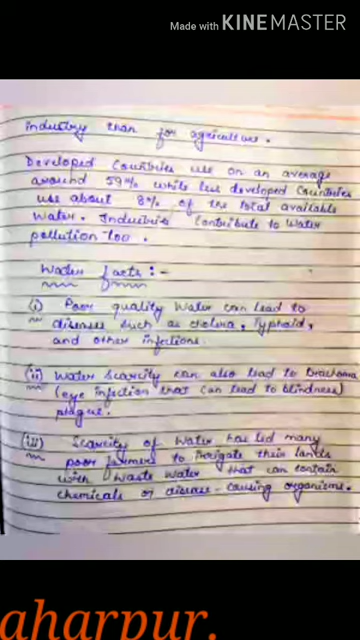 Made with KINEMASTER
industry than for agriculture.
Developed Countries use on an average
around 59% while less developed Countries
use about 8% of the total available
Water. Industries Contribute to Water
pollution too.
Water facts :-
(i) Poor quality Water can lead to
diseases such as cholera, Typhoid,
and other infections.
(ii) Water Scarcity can also lead to trachoma
(eye infection that can lead to blindness)
plague.
(iii) Scarcity of Water has led many
poor farmers to irrigate their lands
with waste water that can contain
chemicals or disease-causing organisms.
aharpur.